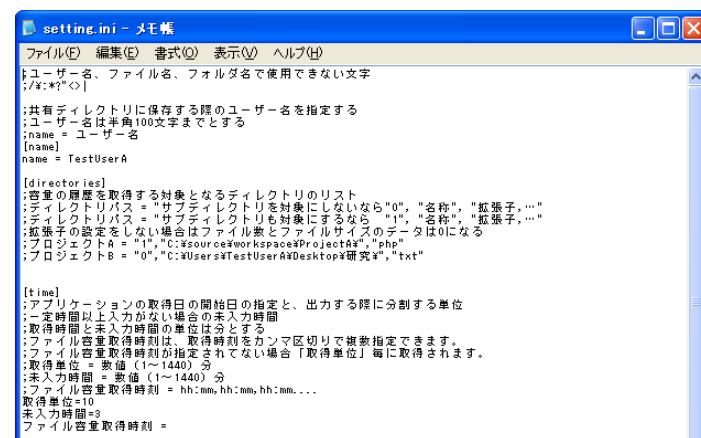 setting.ini - メモ帳
ファイル(F) 編集(E) 書式(O) 表示(V) ヘルプ(H)
;ユーザー名、ファイル名、フォルダ名で使用できない文字
;/¥:*?"<>|
;共有ディレクトリに保存する際のユーザー名を指定する
;ユーザー名は半角100文字までとする
;name = ユーザー名
[name]
name = TestUserA
[directories]
;容量の履歴を取得する対象となるディレクトリのリスト
;ディレクトリパス = "サブディレクトリを対象にしないなら"0", "名称", "拡張子,…"
;ディレクトリパス = "サブディレクトリも対象にするなら "1", "名称", "拡張子,…"
;拡張子の設定をしない場合はファイル数とファイルサイズのデータは0になる
;プロジェクトA = "1","C:¥source¥workspace¥ProjectA¥","php"
;プロジェクトB = "0","C:¥Users¥TestUserA¥Desktop¥研究¥","txt"
[time]
;アプリケーションの取得日の開始日の指定と、出力する際に分割する単位
;一定時間以上入力がない場合の未入力時間
;取得時間と未入力時間の単位は分とする
;ファイル容量取得時刻は、取得時刻をカンマ区切りで複数指定できます。
;ファイル容量取得時刻が指定されてない場合「取得単位」毎に取得されます。
;取得単位 = 数値（1～1440）分
;未入力時間 = 数値（1～1440）分
;ファイル容量取得時刻 = hh:mm,hh:mm,hh:mm....
取得単位=10
未入力時間=3
ファイル容量取得時刻 =